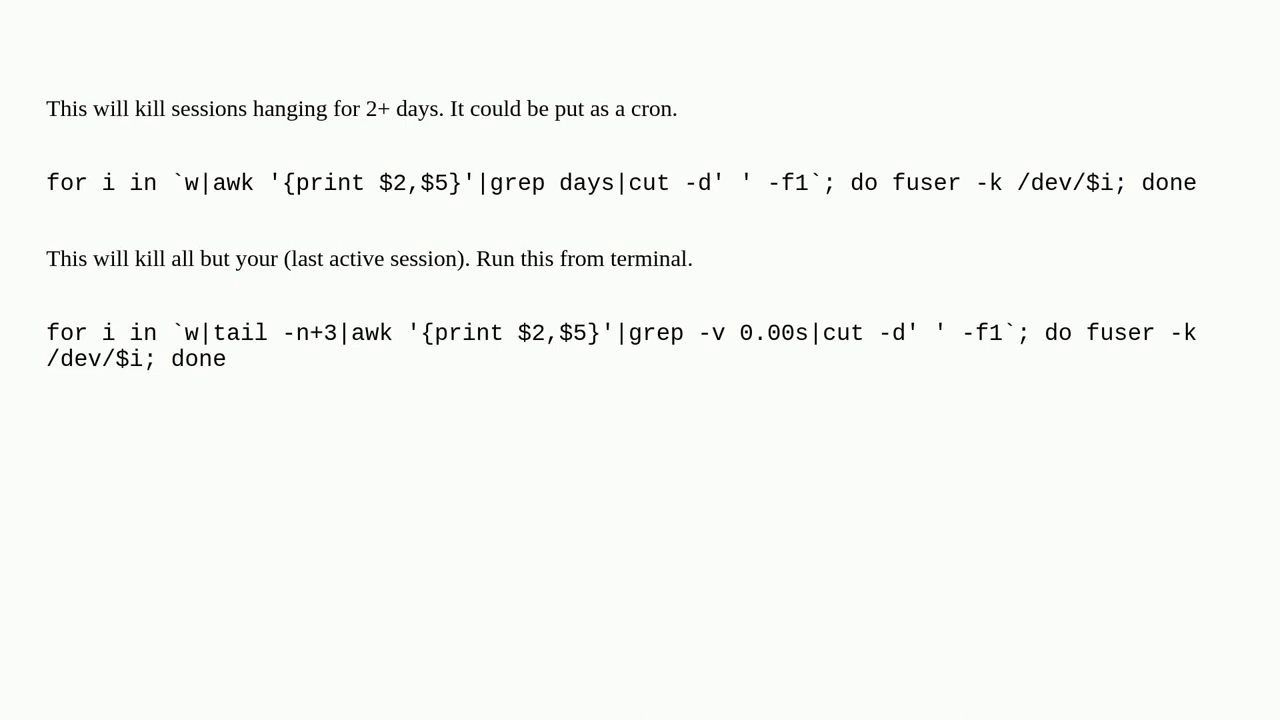 This will kill sessions hanging for 2+ days. It could be put as a cron.
for i in `w|awk '{print $2,$5}'|grep days|cut -d' ' -f1`; do fuser -k /dev/$i; done
This will kill all but your (last active session). Run this from terminal.
for i in `w|tail -n+3|awk '{print $2,$5}'|grep -v 0.00s|cut -d' ' -f1`; do fuser -k
/dev/$i; done